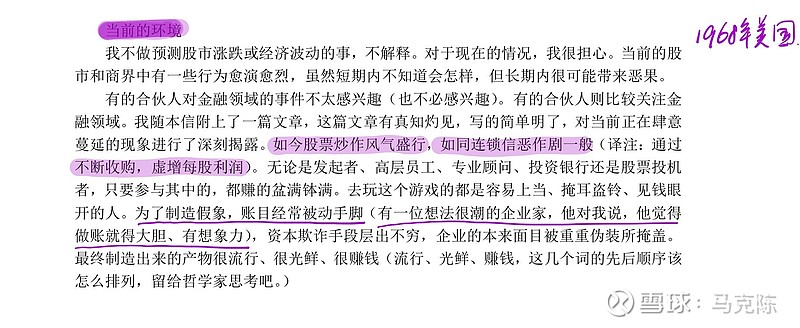 当前的环境
1968年美国
我不做预测股市涨跌或经济波动的事，不解释。对于现在的情况，我很担心。当前的股
市和商界中有一些行为愈演愈烈，虽然短期内不知道会怎样，但长期内很可能带来恶果。
有的合伙人对金融领域的事件不太感兴趣（也不必感兴趣）。有的合伙人则比较关注金
融领域。我随本信附上了一篇文章，这篇文章有真知灼见，写的简单明了，对当前正在肆意
蔓延的现象进行了深刻揭露。如今股票炒作风气盛行，如同连锁信恶作剧一般（译注：通过
不断收购，虚增每股利润）。无论是发起者、高层员工、专业顾问、投资银行还是股票投机
者，只要参与其中的，都赚的盆满钵满。去玩这个游戏的都是容易上当、掩耳盗铃、见钱眼
开的人。为了制造假象，账目经常被动手脚（有一位想法很潮的企业家，他对我说，他觉得
做账就得大胆、有想象力），资本欺诈手段层出不穷，企业的本来面目被重重伪装所掩盖。
最终制造出来的产物很流行、很光鲜、很赚钱（流行、光鲜、赚钱，这几个词的先后顺序该
怎么排列，留给哲学家思考吧。）
雪球：马克陈